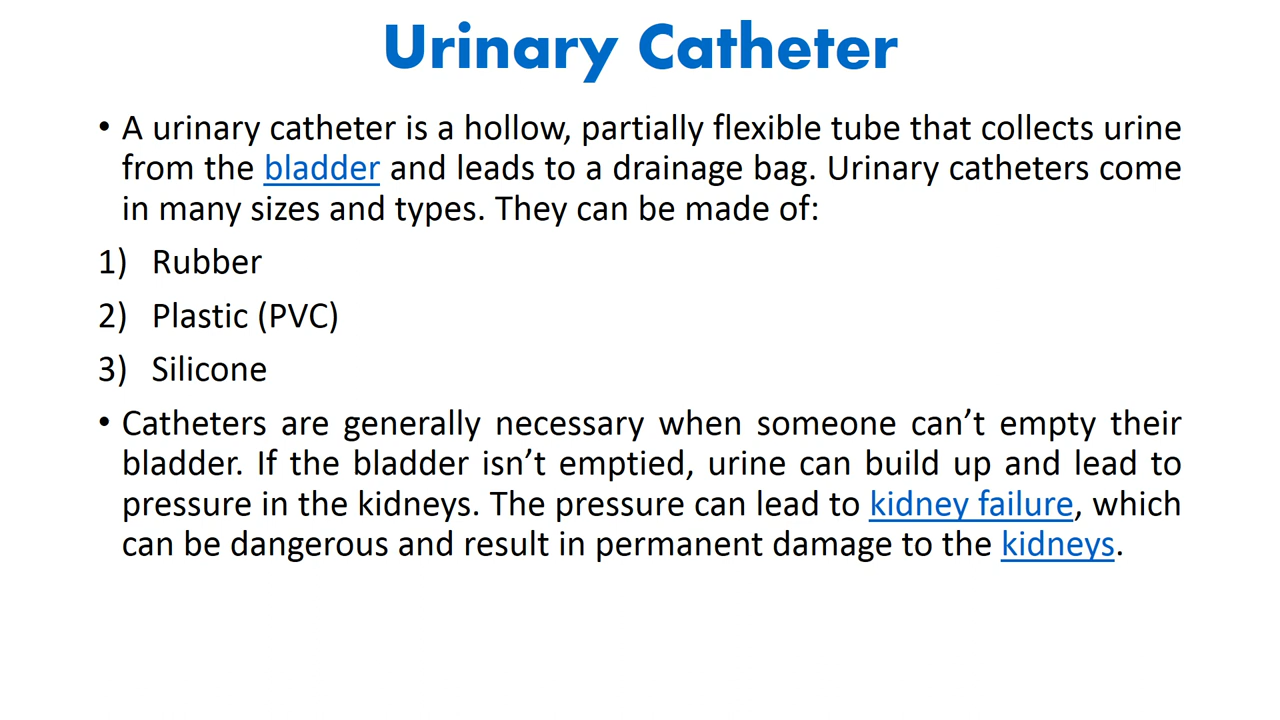 Urinary Catheter
• A urinary catheter is a hollow, partially flexible tube that collects urine
from the bladder and leads to a drainage bag. Urinary catheters come
in many sizes and types. They can be made of:
1) Rubber
2) Plastic (PVC)
3) Silicone
• Catheters are generally necessary when someone can’t empty their
bladder. If the bladder isn’t emptied, urine can build up and lead to
pressure in the kidneys. The pressure can lead to kidney failure, which
can be dangerous and result in permanent damage to the kidneys.